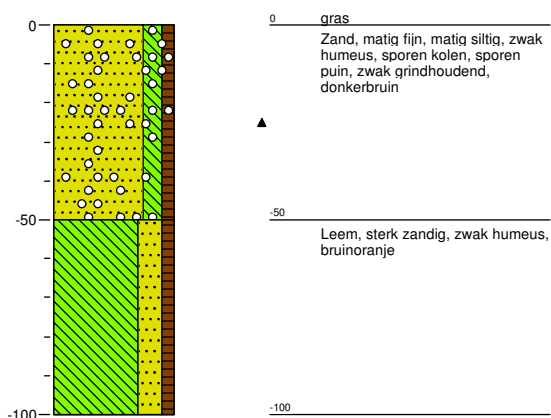 0
0
gras
Zand, matig fijn, matig siltig, zwak
humeus, sporen kolen, sporen
puin, zwak grindhoudend,
donkerbruin
-50
-50
Leem, sterk zandig, zwak humeus,
bruinoranje
-100
-100